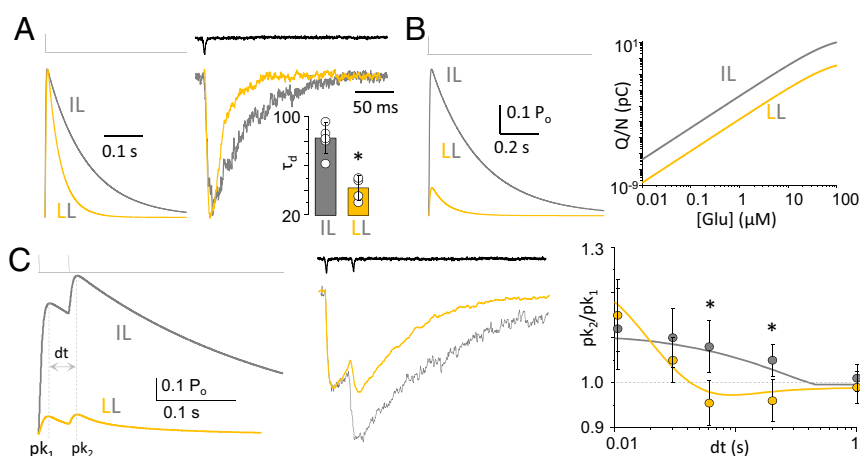 A
IL
LL
0.1 s
50 ms
100
τd
20
*
IL
LL
B
0.1 Po
0.2 s
IL
LL
10^1
Q/N (pC)
10^-9
IL
LL
0.01 0.1 1 10 100
[Glu] (μM)
C
IL
dt
LL
0.1 Po
0.1 s
pk1 pk2
1.3
pk2/pk1
1.0
0.9
*
*
0.01 0.1 1
dt (s)